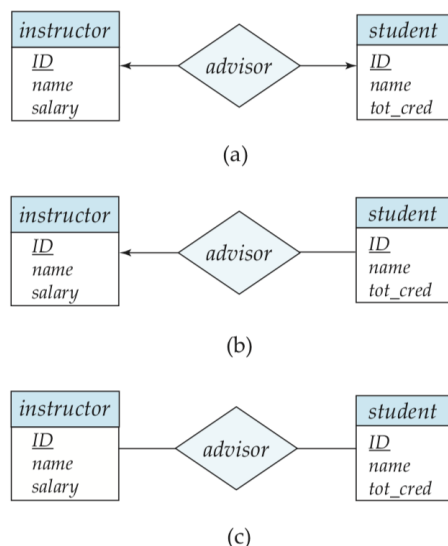 instructor
ID
name
salary
advisor
student
ID
name
tot_cred
(a)
instructor
ID
name
salary
advisor
student
ID
name
tot_cred
(b)
instructor
ID
name
salary
advisor
student
ID
name
tot_cred
(c)